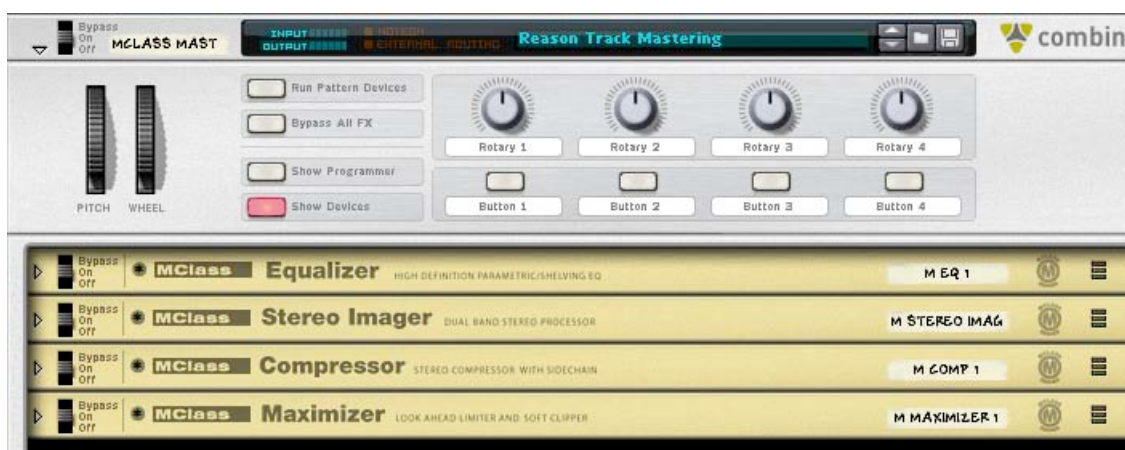 Bypass
On
Off
MCLASS MAST
INPUT
OUTPUT
NOTEON
EXTERNAL ROUTING
Reason Track Mastering
combin
Run Pattern Devices
Bypass All FX
Show Programmer
Show Devices
PITCH WHEEL
Rotary 1 Rotary 2 Rotary 3 Rotary 4
Button 1 Button 2 Button 3 Button 4
Bypass
On
Off
MClass Equalizer HIGH DEFINITION PARAMETRIC/SHELVING EQ M EQ 1
Bypass
On
Off
MClass Stereo Imager DUAL BAND STEREO PROCESSOR M STEREO IMAG
Bypass
On
Off
MClass Compressor STEREO COMPRESSOR WITH SIDECHAIN M COMP 1
Bypass
On
Off
MClass Maximizer LOOK AHEAD LIMITER AND SOFT CLIPPER M MAXIMIZER 1